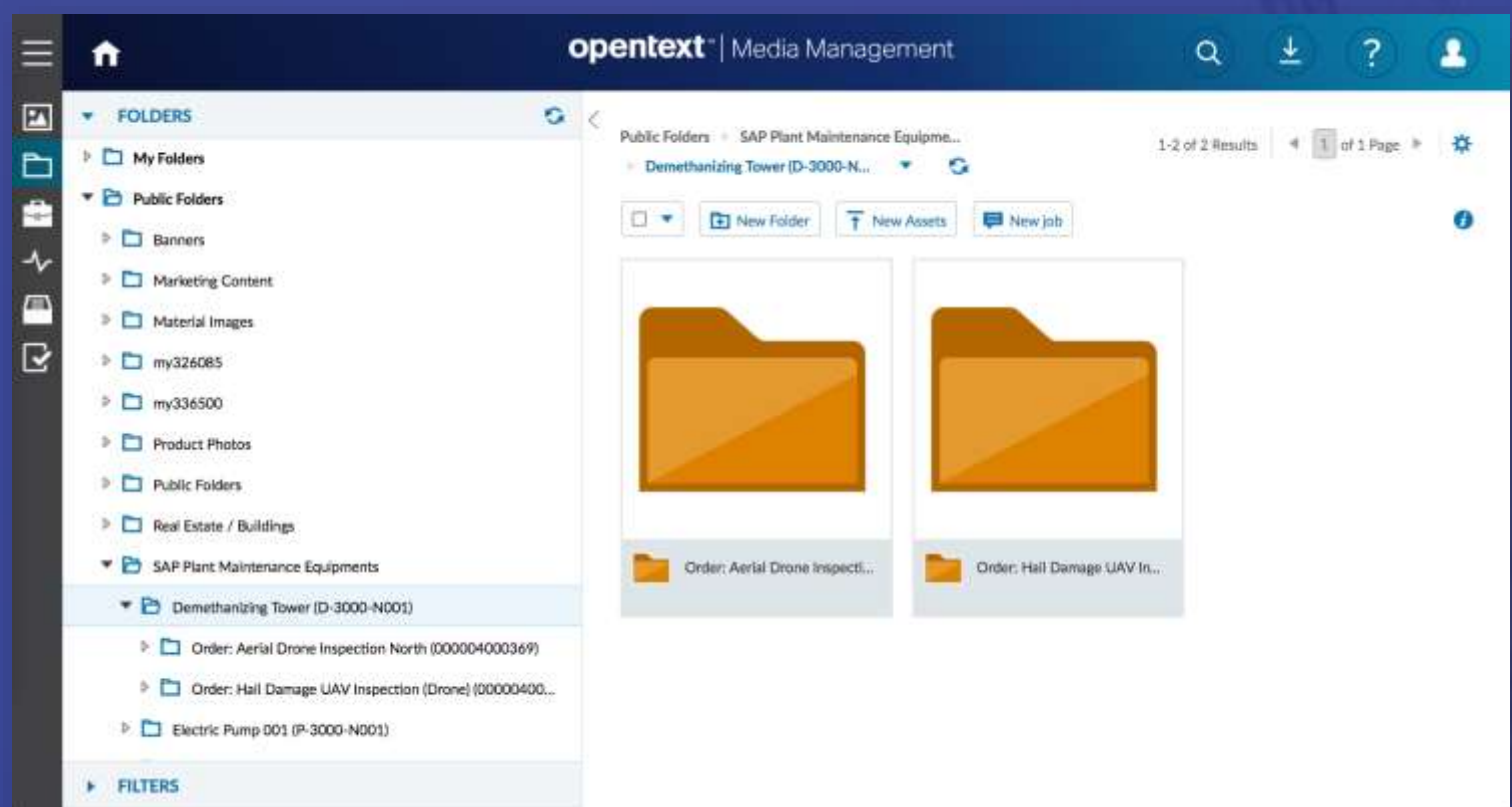 opentext™ | Media Management
FOLDERS
My Folders
Public Folders
Banners
Marketing Content
Material Images
my326085
my336500
Product Photos
Public Folders
Real Estate / Buildings
SAP Plant Maintenance Equipments
Demethanizing Tower (D-3000-N001)
Order: Aerial Drone Inspection North (000004000369)
Order: Hail Damage UAV Inspection (Drone) (00000400...
Electric Pump 001 (P-3000-N001)
FILTERS
Public Folders SAP Plant Maintenance Equipme...
Demethanizing Tower (D-3000-N...
1-2 of 2 Results 1 of 1 Page
New Folder New Assets New job
Order: Aerial Drone Inspecti... Order: Hail Damage UAV In...